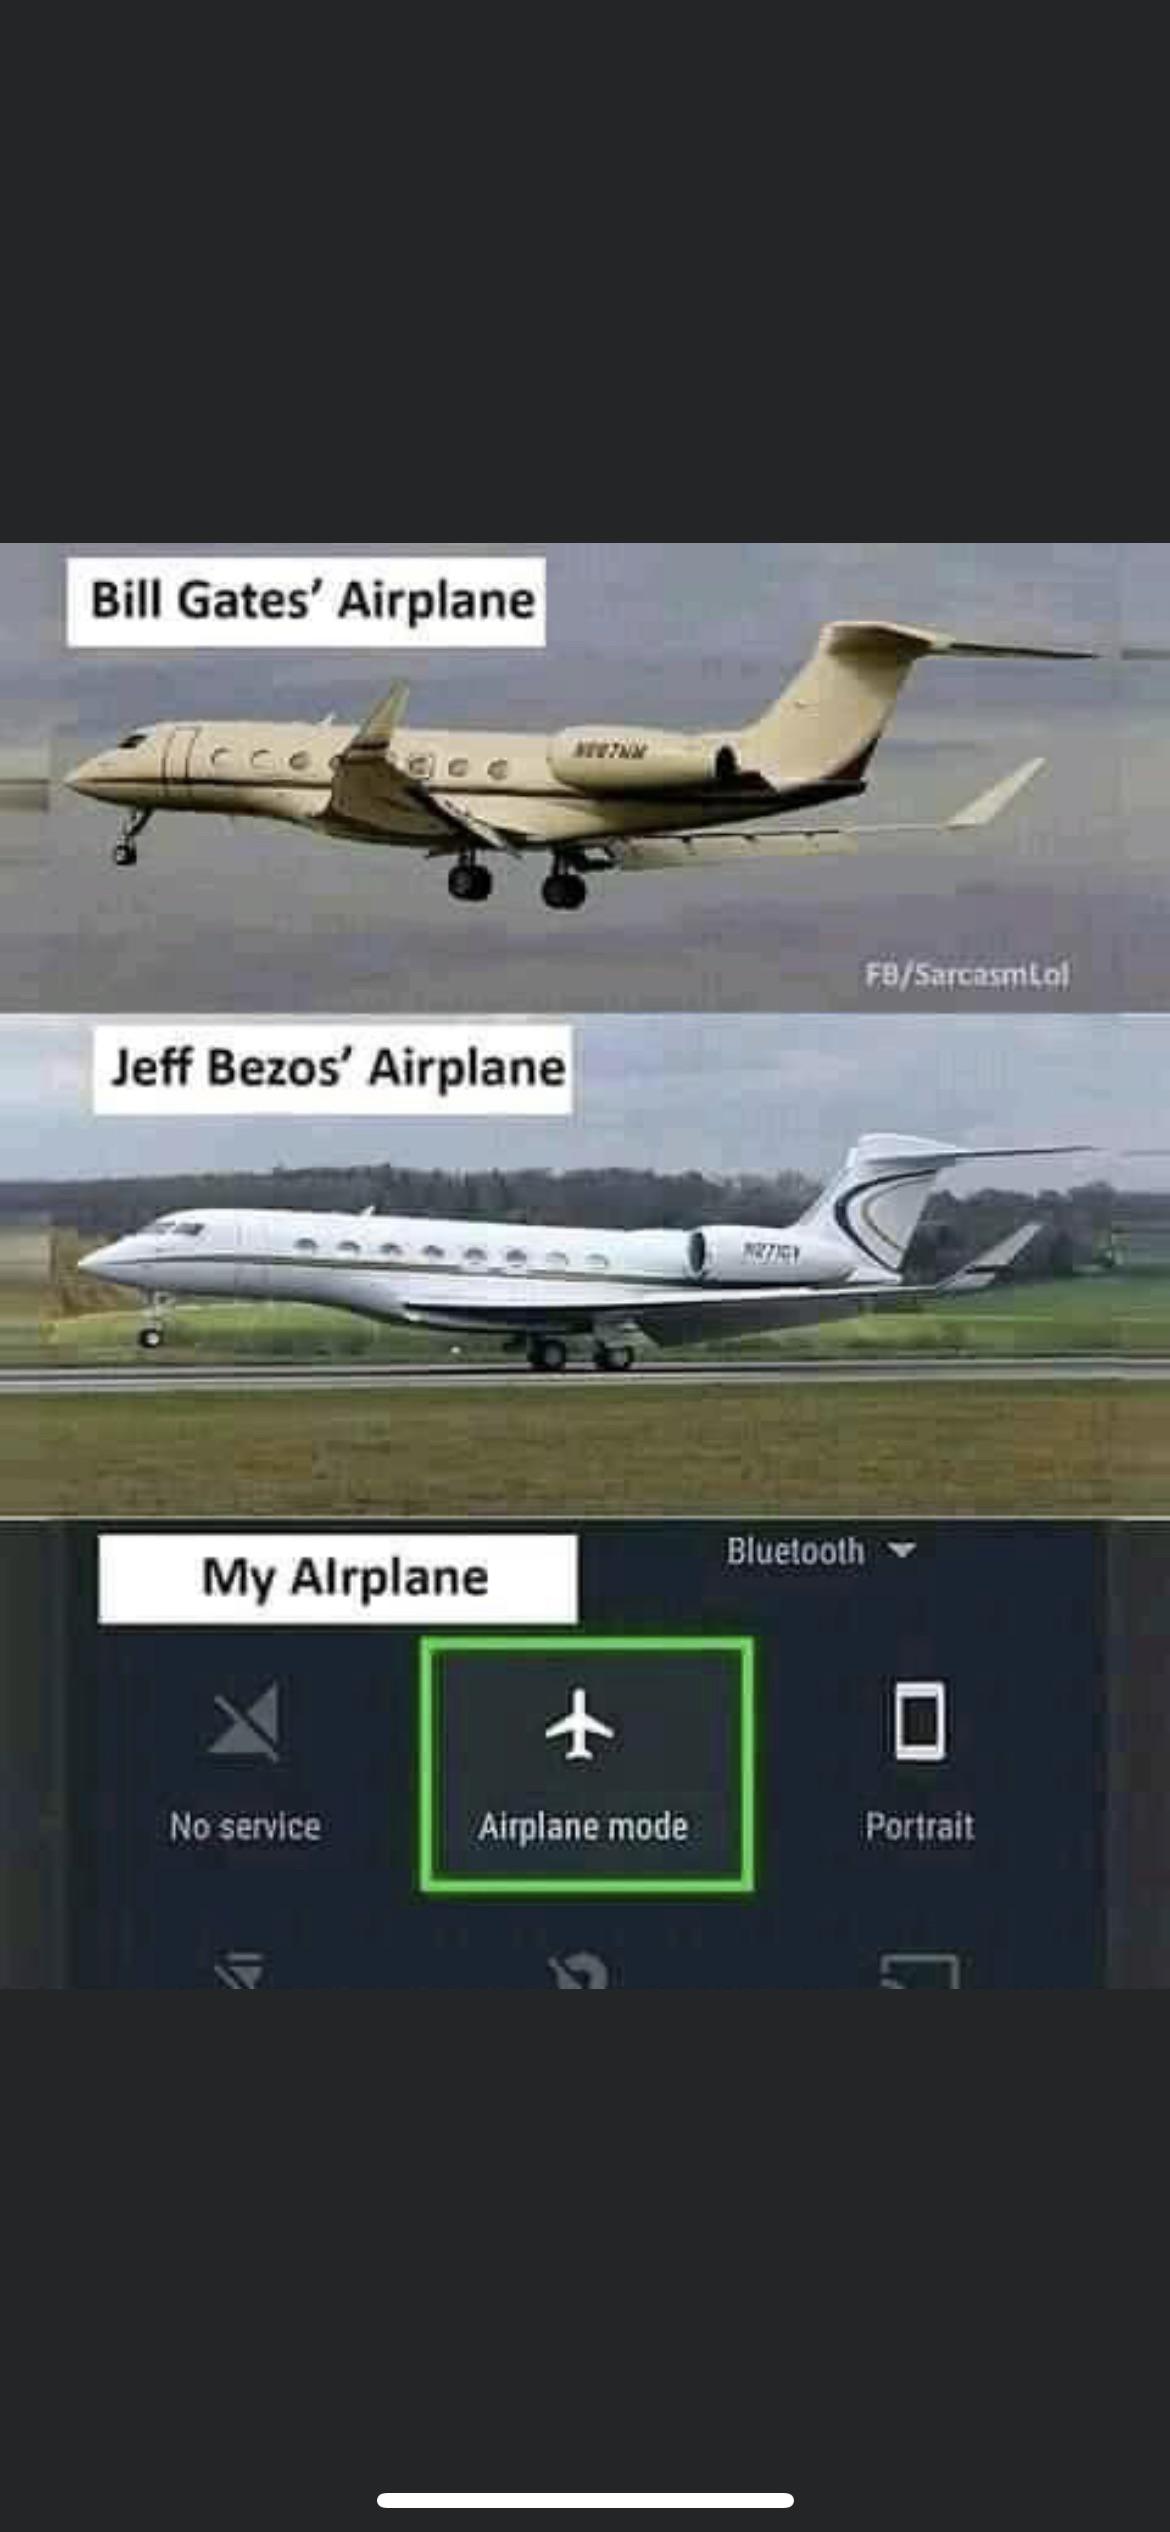 Bill Gates’ Airplane
FB/SarcasmLol
Jeff Bezos’ Airplane
My AIrplane
Bluetooth
No service
Airplane mode
Portrait